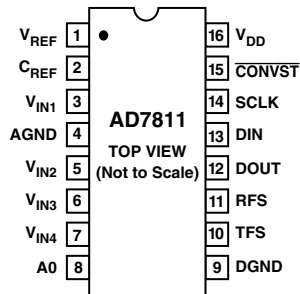 VREF 1 16 VDD
CREF 2 15 CONVST
VIN1 3 14 SCLK
AGND 4 AD7811 13 DIN
TOP VIEW
VIN2 5 (Not to Scale) 12 DOUT
VIN3 6 11 RFS
VIN4 7 10 TFS
A0 8 9 DGND